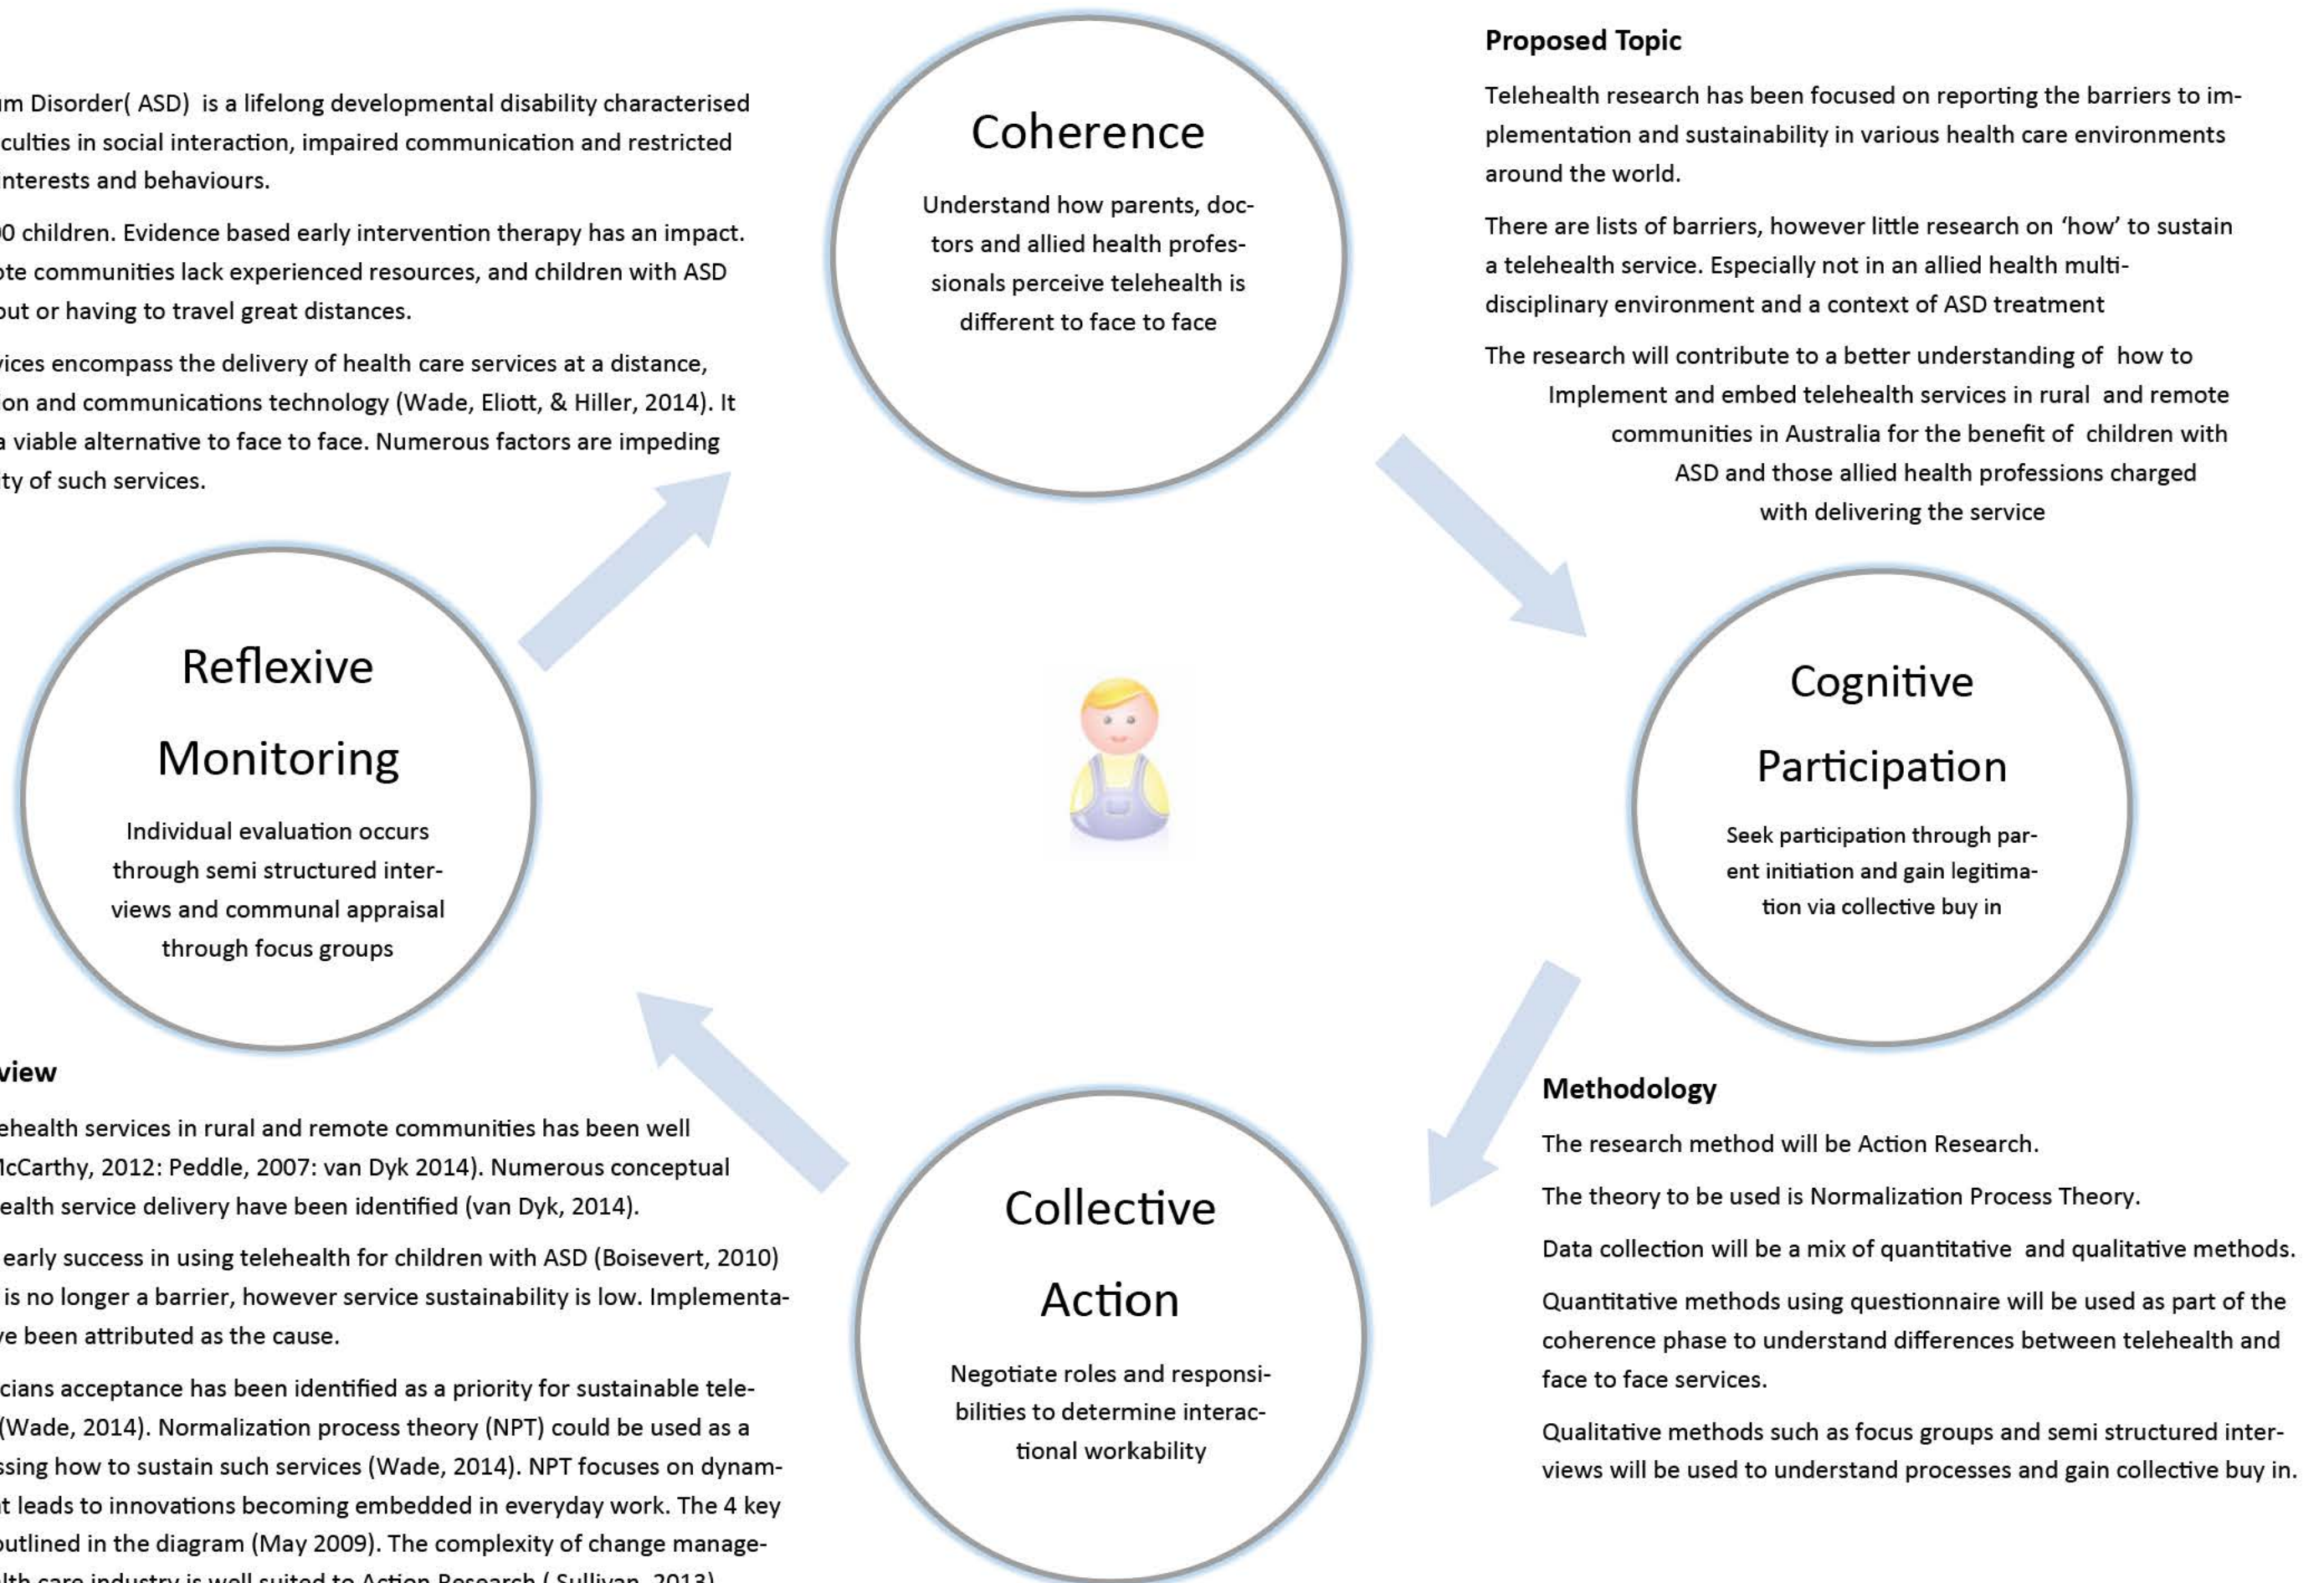 um Disorder( ASD)  is a lifelong developmental disability characterised
culties in social interaction, impaired communication and restricted
interests and behaviours.
00 children. Evidence based early intervention therapy has an impact.
ote communities lack experienced resources, and children with ASD
out or having to travel great distances.
vices encompass the delivery of health care services at a distance,
ion and communications technology (Wade, Eliott, & Hiller, 2014). It
a viable alternative to face to face. Numerous factors are impeding
ity of such services.
Coherence
Understand how parents, doc-
tors and allied health profes-
sionals perceive telehealth is
different to face to face
Proposed Topic
Telehealth research has been focused on reporting the barriers to im-
plementation and sustainability in various health care environments
around the world.
There are lists of barriers, however little research on ‘how’ to sustain
a telehealth service. Especially not in an allied health multi-
disciplinary environment and a context of ASD treatment
The research will contribute to a better understanding of  how to
Implement and embed telehealth services in rural  and remote
communities in Australia for the benefit of  children with
ASD and those allied health professions charged
with delivering the service
Reflexive
Monitoring
Individual evaluation occurs
through semi structured inter-
views and communal appraisal
through focus groups
Cognitive
Participation
Seek participation through par-
ent initiation and gain legitima-
tion via collective buy in
view
ehealth services in rural and remote communities has been well
McCarthy, 2012: Peddle, 2007: van Dyk 2014). Numerous conceptual
ealth service delivery have been identified (van Dyk, 2014).
early success in using telehealth for children with ASD (Boisevert, 2010)
is no longer a barrier, however service sustainability is low. Implementa-
ve been attributed as the cause.
cians acceptance has been identified as a priority for sustainable tele-
(Wade, 2014). Normalization process theory (NPT) could be used as a
ssing how to sustain such services (Wade, 2014). NPT focuses on dynam-
t leads to innovations becoming embedded in everyday work. The 4 key
outlined in the diagram (May 2009). The complexity of change manage-
lth care industry is well suited to Action Research ( Sullivan, 2013)
Collective
Action
Negotiate roles and responsi-
bilities to determine interac-
tional workability
Methodology
The research method will be Action Research.
The theory to be used is Normalization Process Theory.
Data collection will be a mix of quantitative  and qualitative methods.
Quantitative methods using questionnaire will be used as part of the
coherence phase to understand differences between telehealth and
face to face services.
Qualitative methods such as focus groups and semi structured inter-
views will be used to understand processes and gain collective buy in.